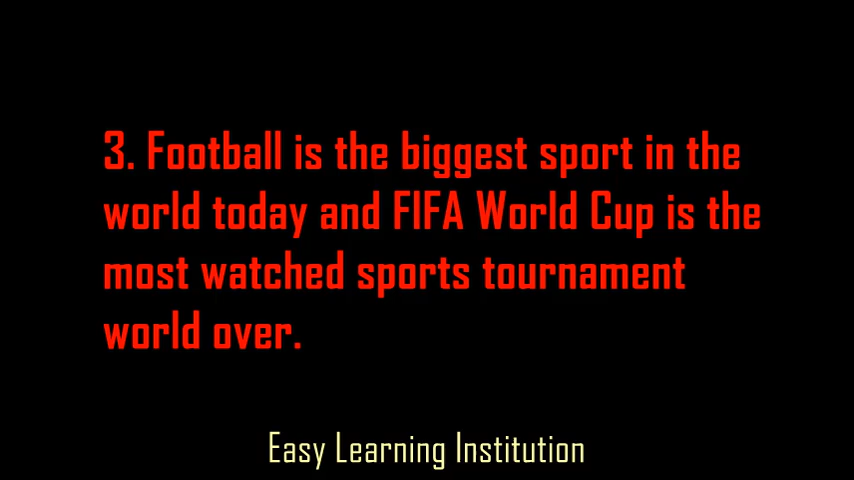 3. Football is the biggest sport in the
world today and FIFA World Cup is the
most watched sports tournament
world over.
Easy Learning Institution